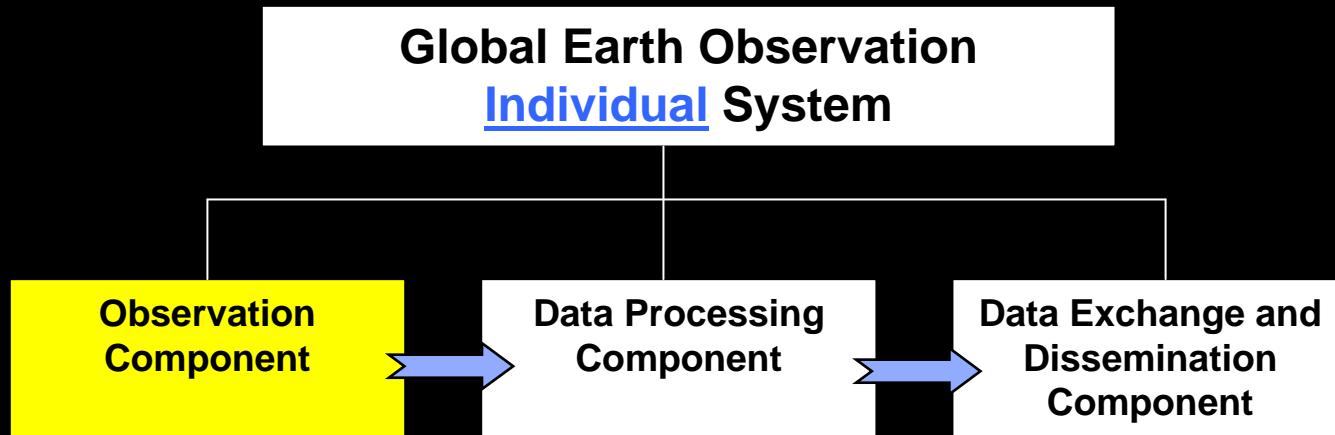 Global Earth Observation
Individual System
Observation
Component
Data Processing
Component
Data Exchange and
Dissemination
Component